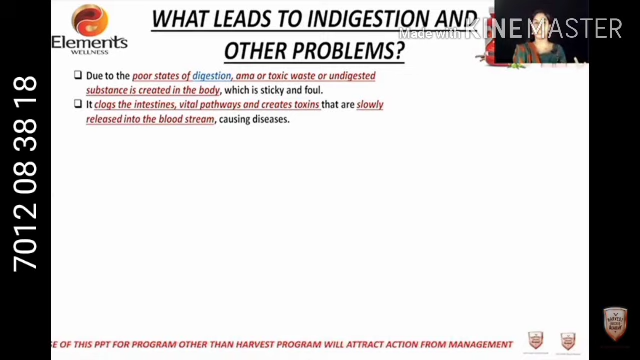 WHAT LEADS TO INDIGESTION AND
OTHER PROBLEMS?
Made with KINEMASTER
Element's
WELLNESS
❑ Due to the poor states of digestion, ama or toxic waste or undigested
substance is created in the body, which is sticky and foul.
❑ It clogs the intestines, vital pathways and creates toxins that are slowly
released into the blood stream, causing diseases.
7012 08 38 18
SE OF THIS PPT FOR PROGRAM OTHER THAN HARVEST PROGRAM WILL ATTRACT ACTION FROM MANAGEMENT